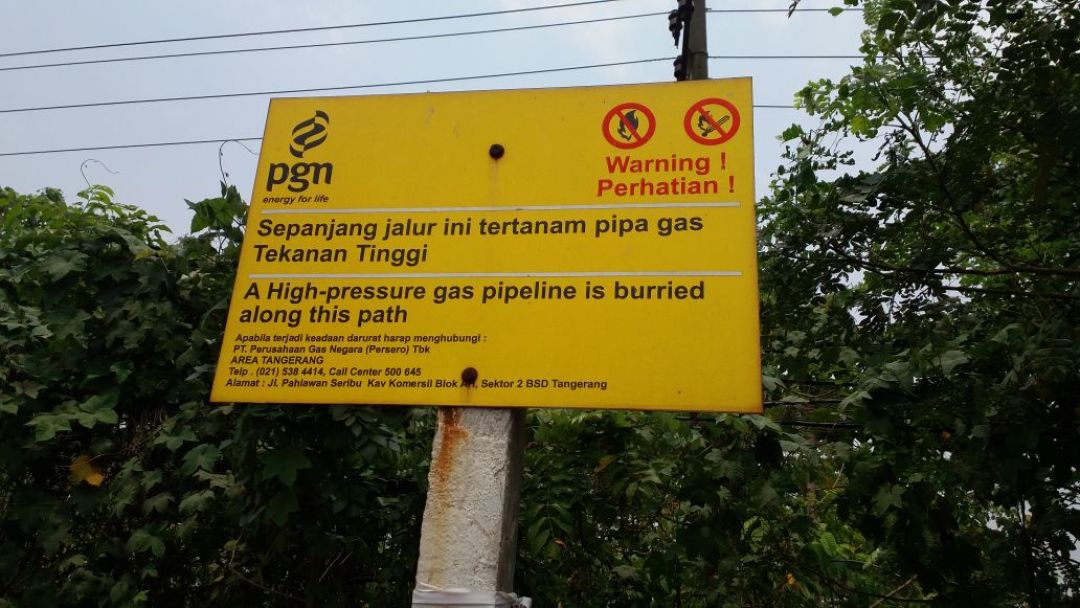 pgn
energy for life
Warning !
Perhatian !
Sepanjang jalur ini tertanam pipa gas
Tekanan Tinggi
A High-pressure gas pipeline is burried
along this path
Apabila terjadi keadaan darurat harap menghubungi :
PT. Perusahaan Gas Negara (Persero) Tbk
AREA TANGERANG
Telp . (021) 538 4414, Call Center 500 645
Alamat : Jl. Pahlawan Seribu Kav Komersil Blok , Sektor 2 BSD Tangerang